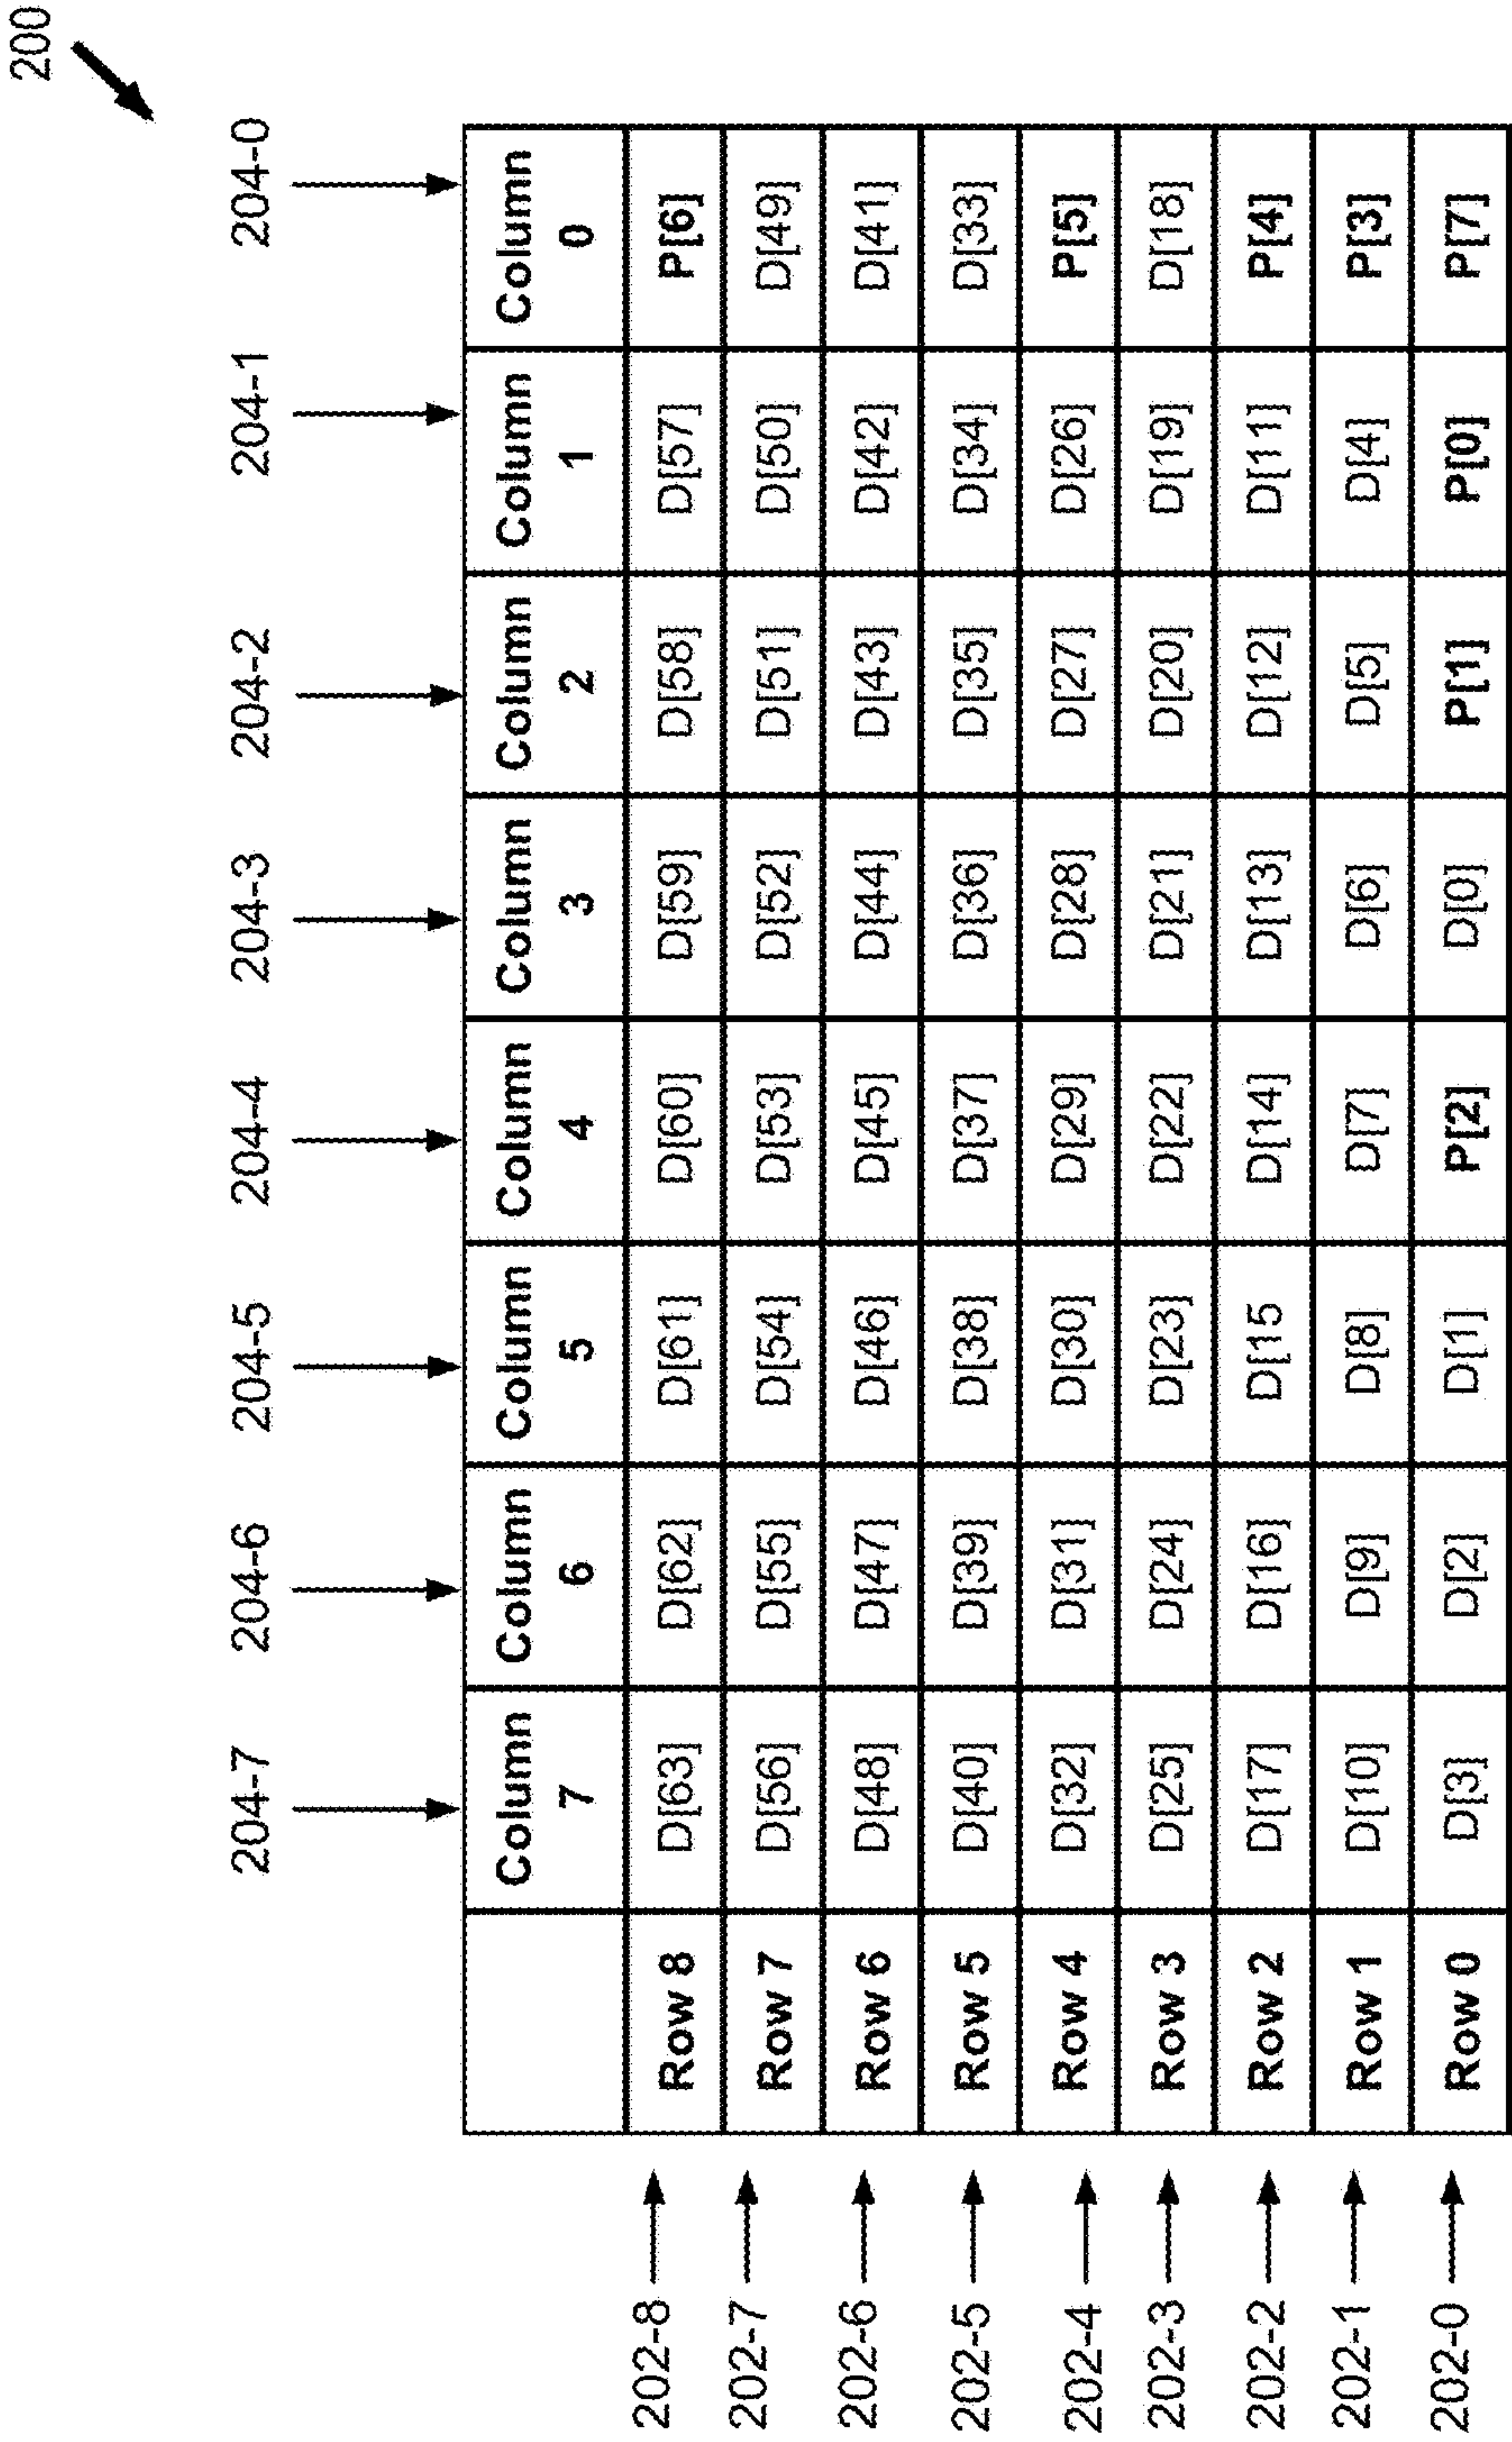 200
204-7 204-6 204-5 204-4 204-3 204-2 204-1 204-0
Column 7 Column 6 Column 5 Column 4 Column 3 Column 2 Column 1 Column 0
202-8 Row 8 D[63] D[62] D[61] D[60] D[59] D[58] D[57] P[6]
202-7 Row 7 D[56] D[55] D[54] D[53] D[52] D[51] D[50] D[49]
202-6 Row 6 D[48] D[47] D[46] D[45] D[44] D[43] D[42] D[41]
202-5 Row 5 D[40] D[39] D[38] D[37] D[36] D[35] D[34] D[33]
202-4 Row 4 D[32] D[31] D[30] D[29] D[28] D[27] D[26] P[5]
202-3 Row 3 D[25] D[24] D[23] D[22] D[21] D[20] D[19] D[18]
202-2 Row 2 D[17] D[16] D[15 D[14] D[13] D[12] D[11] P[4]
202-1 Row 1 D[10] D[9] D[8] D[7] D[6] D[5] D[4] P[3]
202-0 Row 0 D[3] D[2] D[1] P[2] D[0] P[1] P[0] P[7]